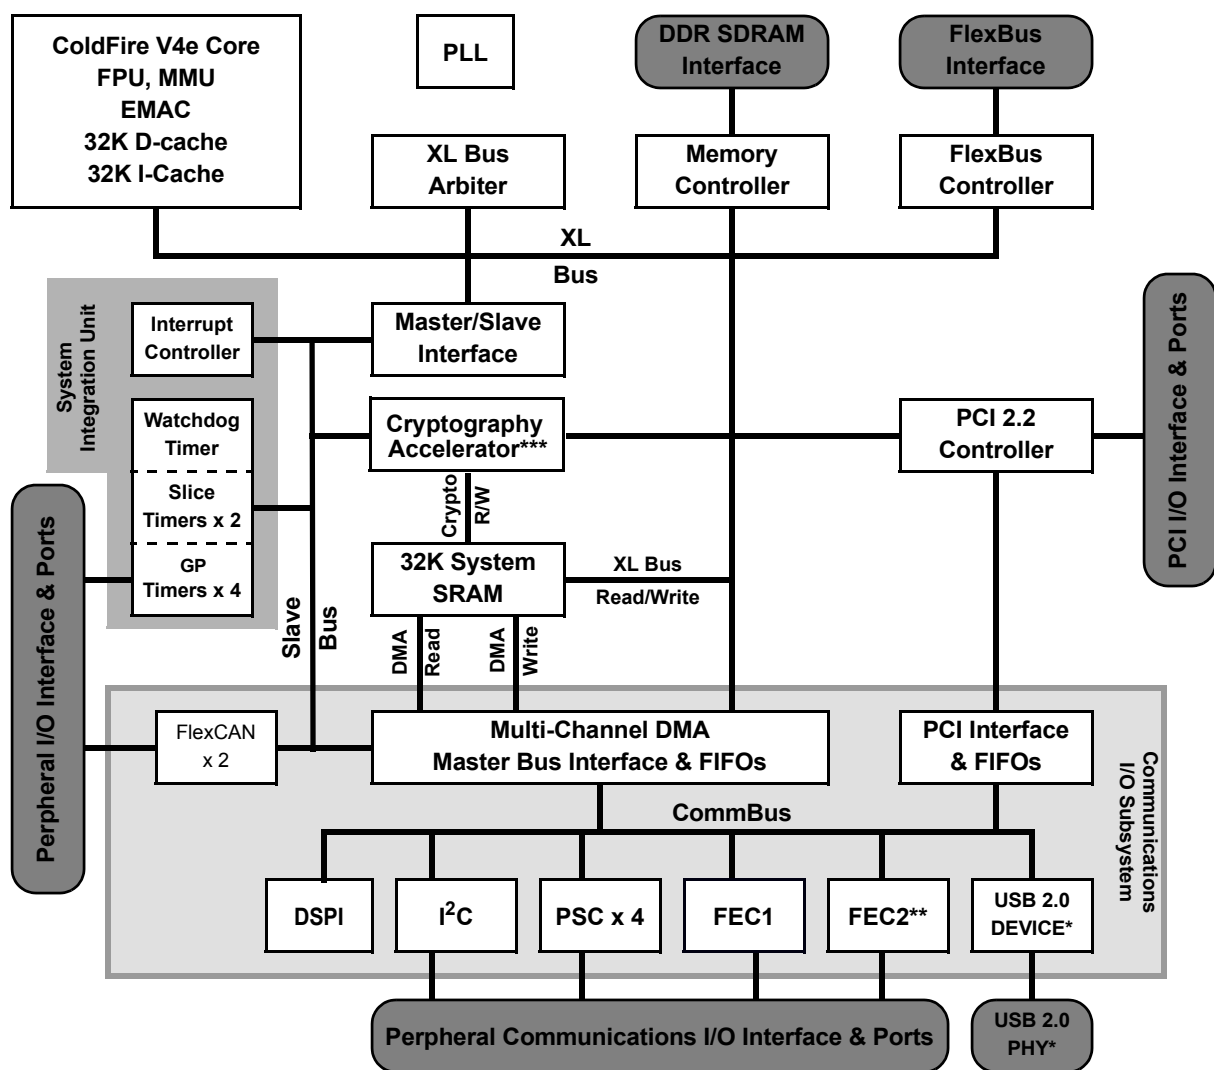 ColdFire V4e Core
FPU, MMU
EMAC
32K D-cache
32K I-Cache
PLL
DDR SDRAM
Interface
FlexBus
Interface
XL Bus
Arbiter
Memory
Controller
FlexBus
Controller
XL
Bus
System
Integration Unit
Interrupt
Controller
Master/Slave
Interface
PCI I/O Interface & Ports
Watchdog
Timer
Slice
Timers x 2
GP
Timers x 4
Cryptography
Accelerator***
PCI 2.2
Controller
Crypto
R/W
32K System
SRAM
XL Bus
Read/Write
Slave
Bus
DMA
Read
DMA
Write
Perpheral I/O Interface & Ports
FlexCAN
x 2
Multi-Channel DMA
Master Bus Interface & FIFOs
PCI Interface
& FIFOs
Communications
I/O Subsystem
CommBus
DSPI
I²C
PSC x 4
FEC1
FEC2**
USB 2.0
DEVICE*
Perpheral Communications I/O Interface & Ports
USB 2.0
PHY*